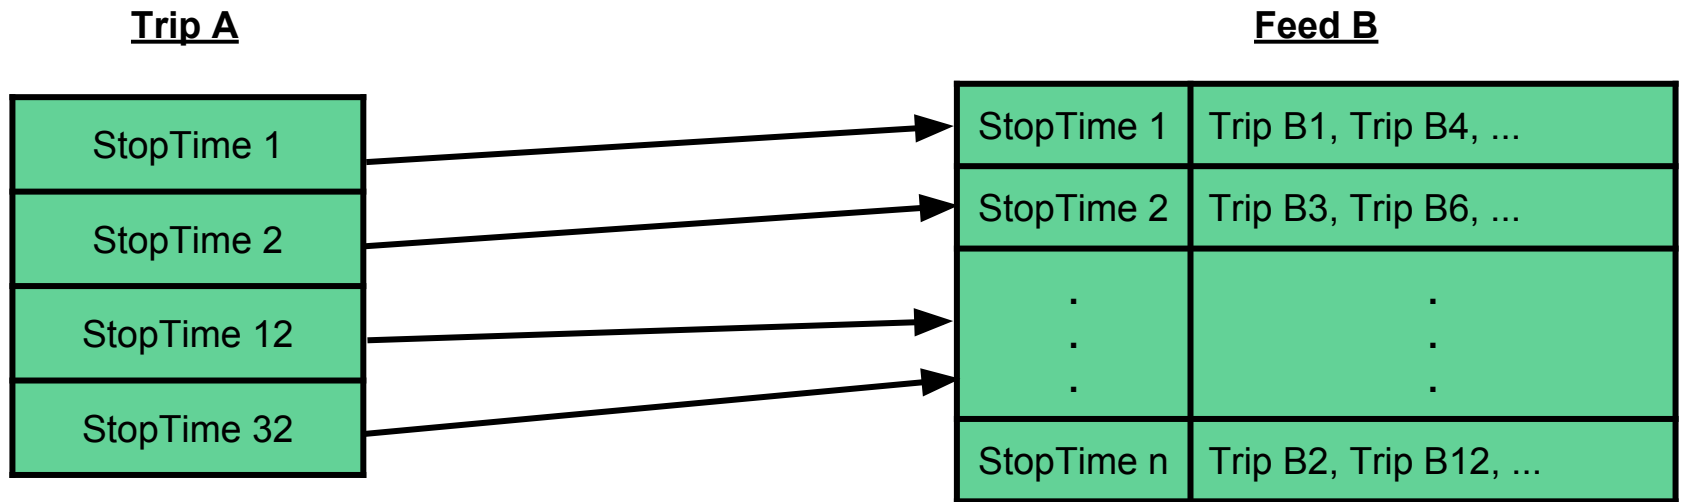 Trip A
StopTime 1
StopTime 2
StopTime 12
StopTime 32
Feed B
StopTime 1 Trip B1, Trip B4, ...
StopTime 2 Trip B3, Trip B6, ...
. .
. .
. .
StopTime n Trip B2, Trip B12, ...